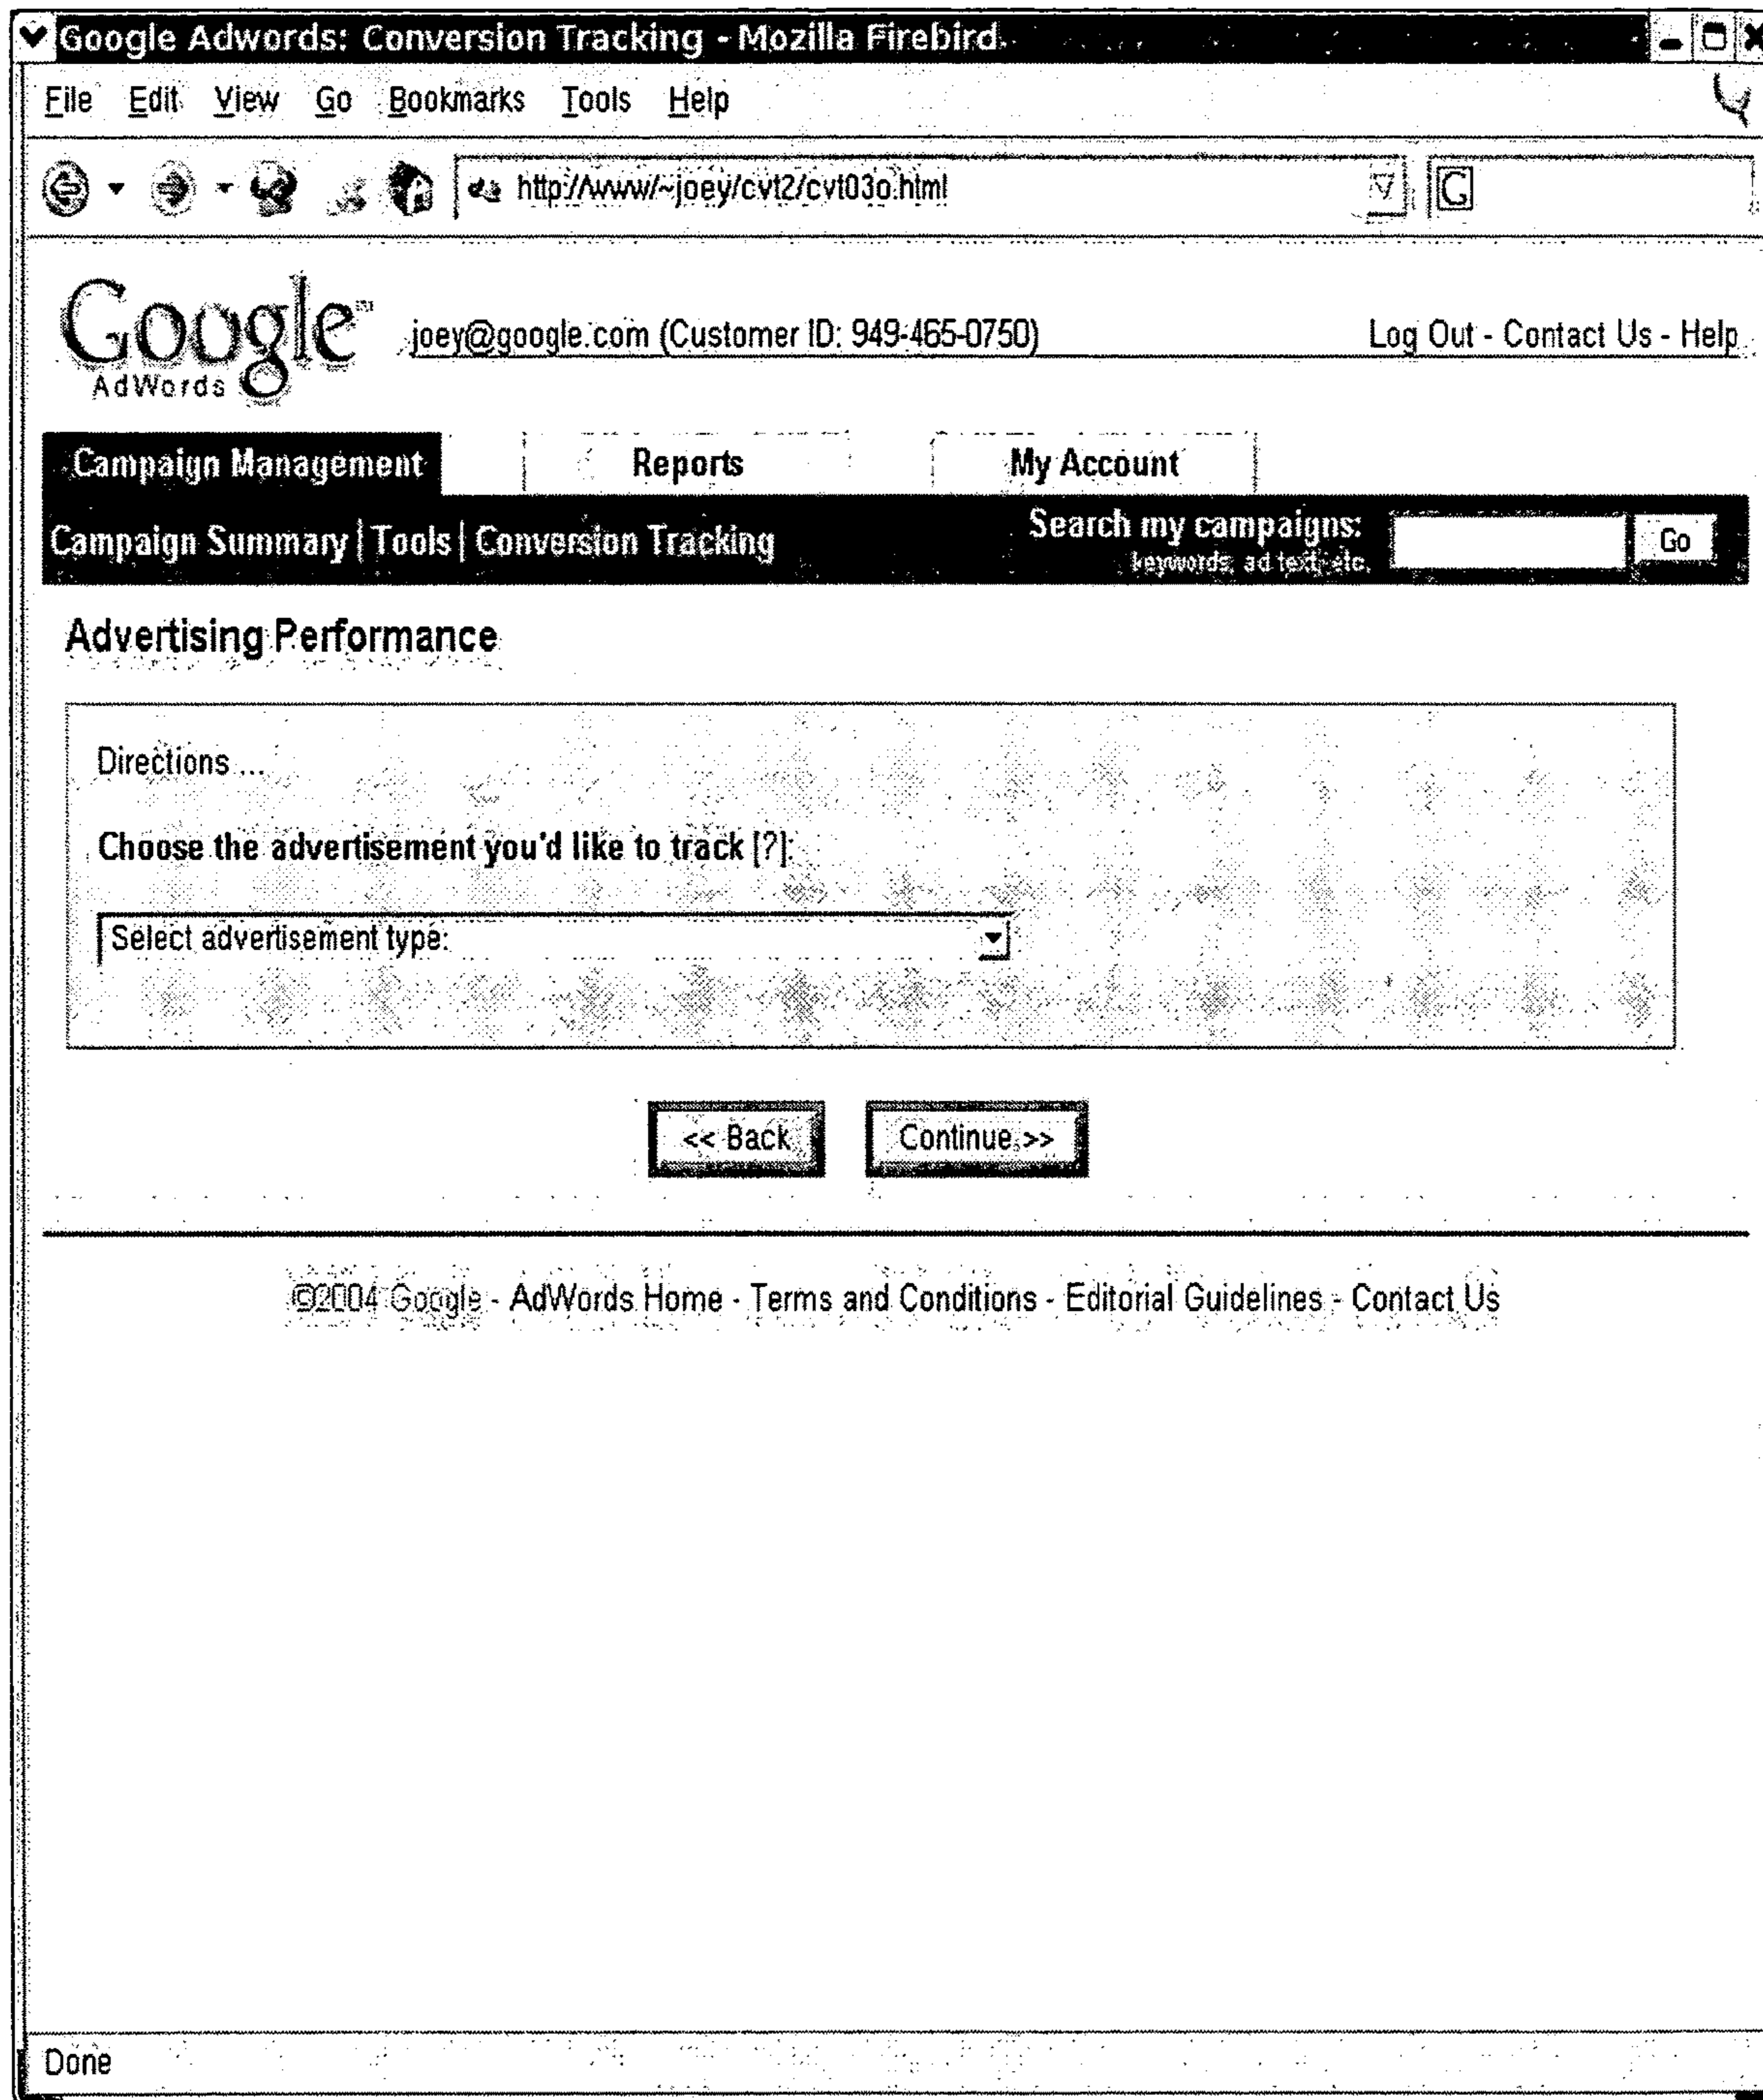 Google Adwords: Conversion Tracking - Mozilla Firebird
File Edit View Go Bookmarks Tools Help
http://www/~joey/cvt2/cvt03o.html G
Google™ joey@google.com (Customer ID: 949-465-0750) Log Out - Contact Us - Help
AdWords
Campaign Management Reports My Account
Campaign Summary | Tools | Conversion Tracking Search my campaigns: Go
keywords, ad text, etc.
Advertising Performance
Directions ...
Choose the advertisement you'd like to track [?]:
Select advertisement type:
<< Back Continue >>
©2004 Google - AdWords Home - Terms and Conditions - Editorial Guidelines - Contact Us
Done